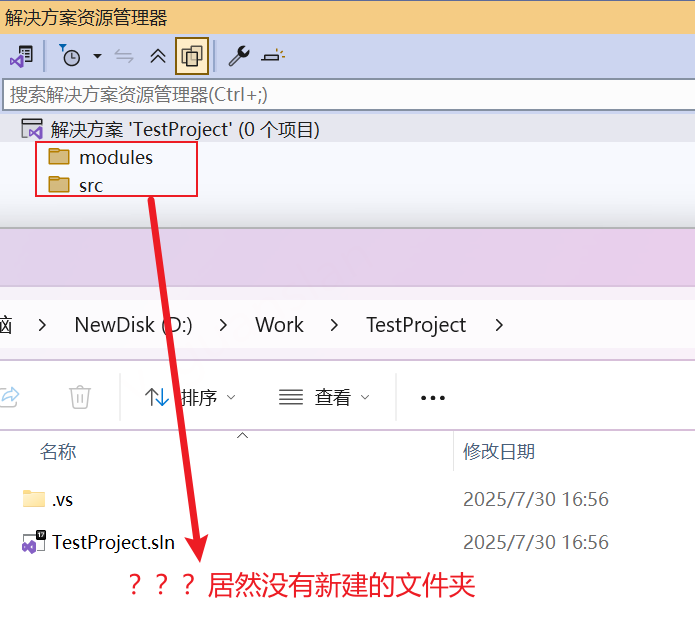 解决方案资源管理器
搜索解决方案资源管理器(Ctrl+;)
解决方案 'TestProject' (0 个项目)
modules
src
脑 > NewDisk (D:) > Work > TestProject >
排序 查看
名称 修改日期
.vs 2025/7/30 16:56
TestProject.sln 2025/7/30 16:56
？？？居然没有新建的文件夹